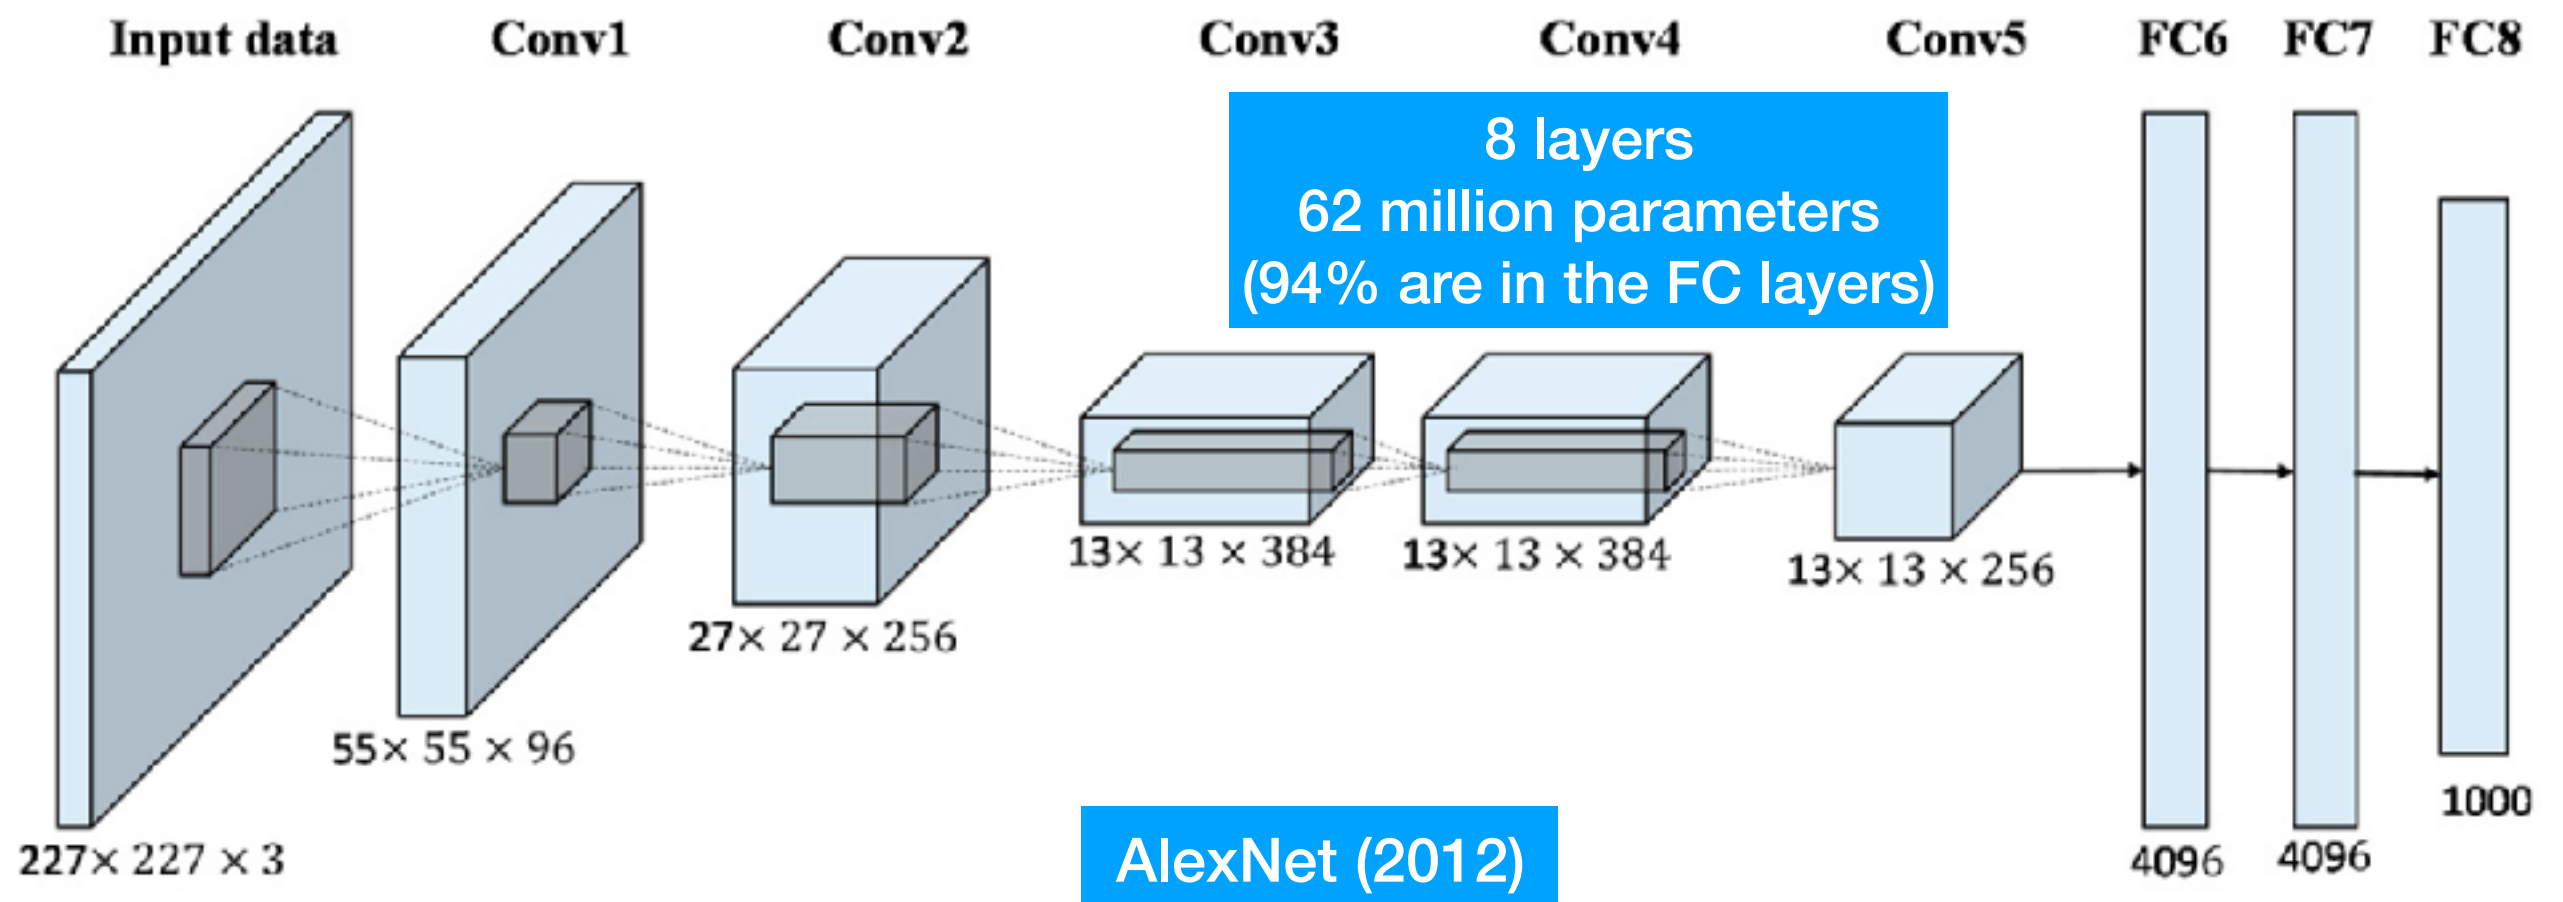 Input data
Conv1
Conv2
Conv3
Conv4
Conv5
FC6
FC7
FC8
8 layers
62 million parameters
(94% are in the FC layers)
227× 227 × 3
55× 55 × 96
27× 27 × 256
13× 13 × 384
13× 13 × 384
13× 13 × 256
4096
4096
1000
AlexNet (2012)